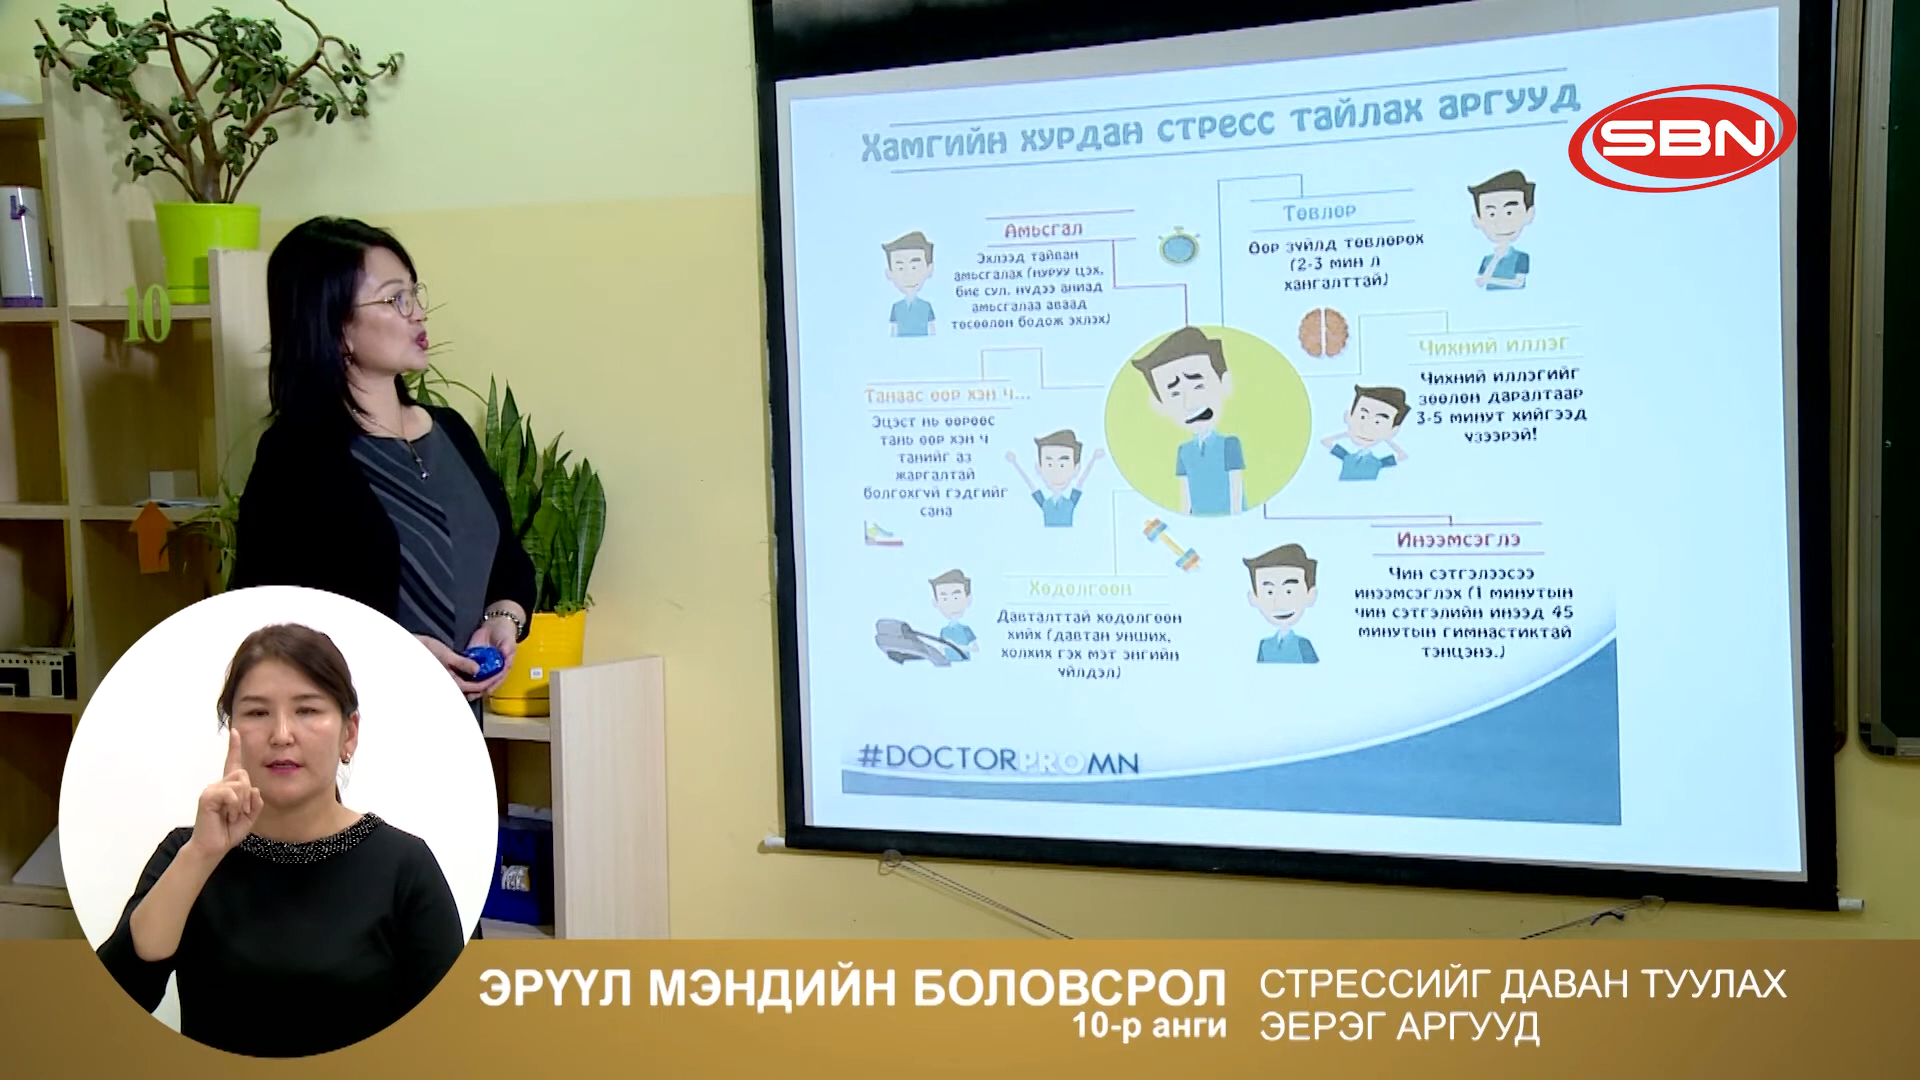 SBN
Хамгийн хурдан стресс тайлах аргууд
Амьсгал
Эхлээд тайван
амьсгалах (нуруу цэх,
бие сул, нүдээ аниад
амьсгалаа аваад
төсөөлөн бодож эхлэх)
Төвлөр
Өөр зүйлд төвлөрөх
(2-3 мин л
хангалттай)
Чихний иллэг
Чихний иллэгийг
зөөлөн даралтаар
3-5 минут хийгээд
үзээрэй!
Танаас өөр хэн ч...
Эцэст нь өөрөөс
тань өөр хэн ч
танийг аз
жаргалтай
болгохгүй гэдгийг
сана
Инээмсэглэ
Чин сэтгэлээсээ
инээмсэглэх (1 минутын
чин сэтгэлийн инээд 45
минутын гимнастиктай
тэнцэнэ.)
Хөдөлгөөн
Давталттай хөдөлгөөн
хийх (давтан унших,
холхих гэх мэт энгийн
үйлдэл)
#DOCTORPROMN
10
ЭРҮҮЛ МЭНДИЙН БОЛОВСРОЛ
10-р анги
СТРЕССИЙГ ДАВАН ТУУЛАХ
ЭЕРЭГ АРГУУД